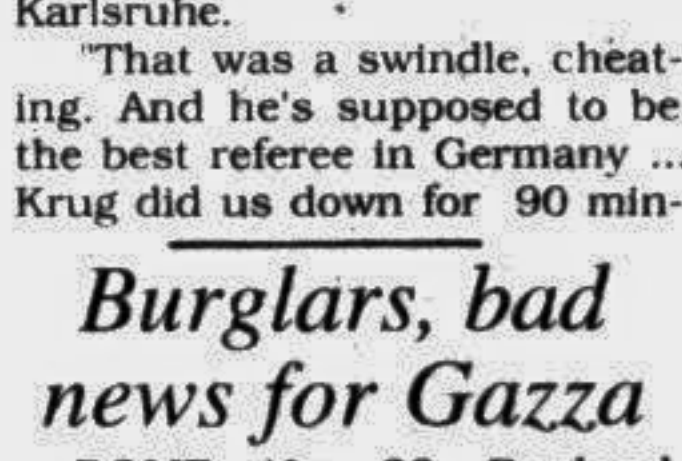 Karlsruhe.
"That was a swindle, cheat-
ing. And he's supposed to be
the best referee in Germany ...
Krug did us down for 90 min-
Burglars, bad
news for Gazza